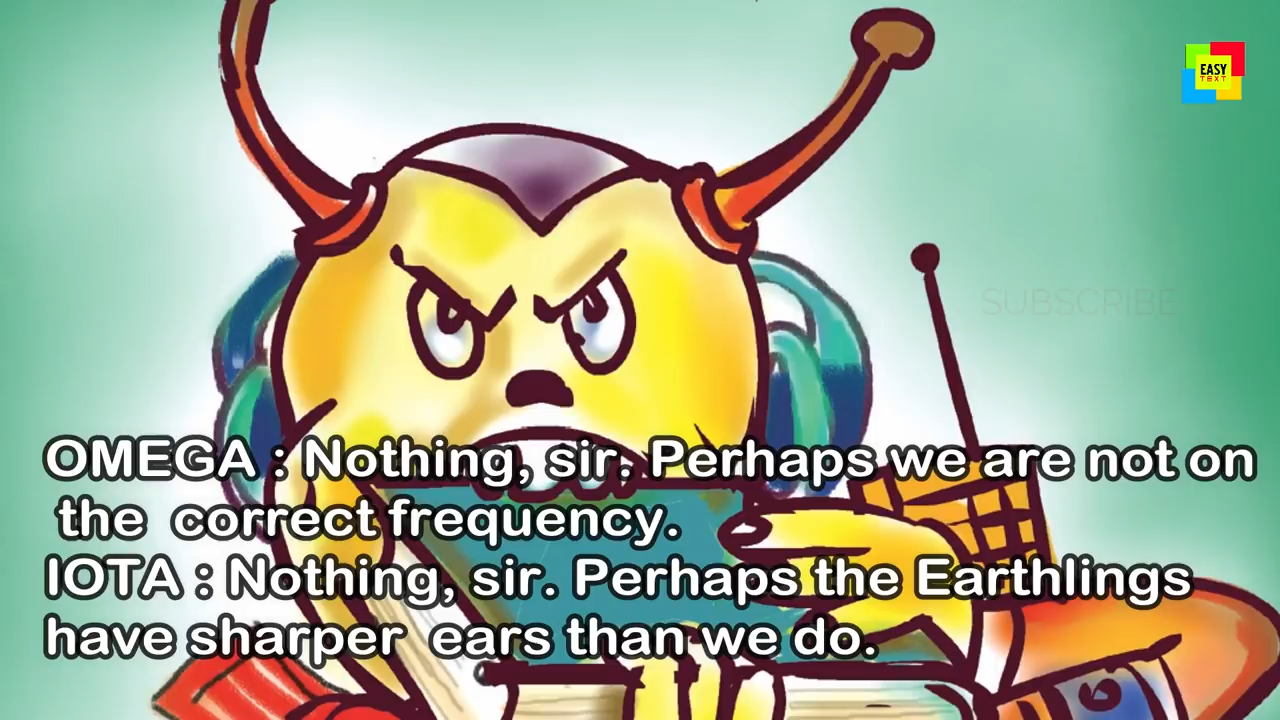 EASY
TEXT
SUBSCRIBE
OMEGA : Nothing, sir. Perhaps we are not on
the correct frequency.
IOTA : Nothing, sir. Perhaps the Earthlings
have sharper ears than we do.